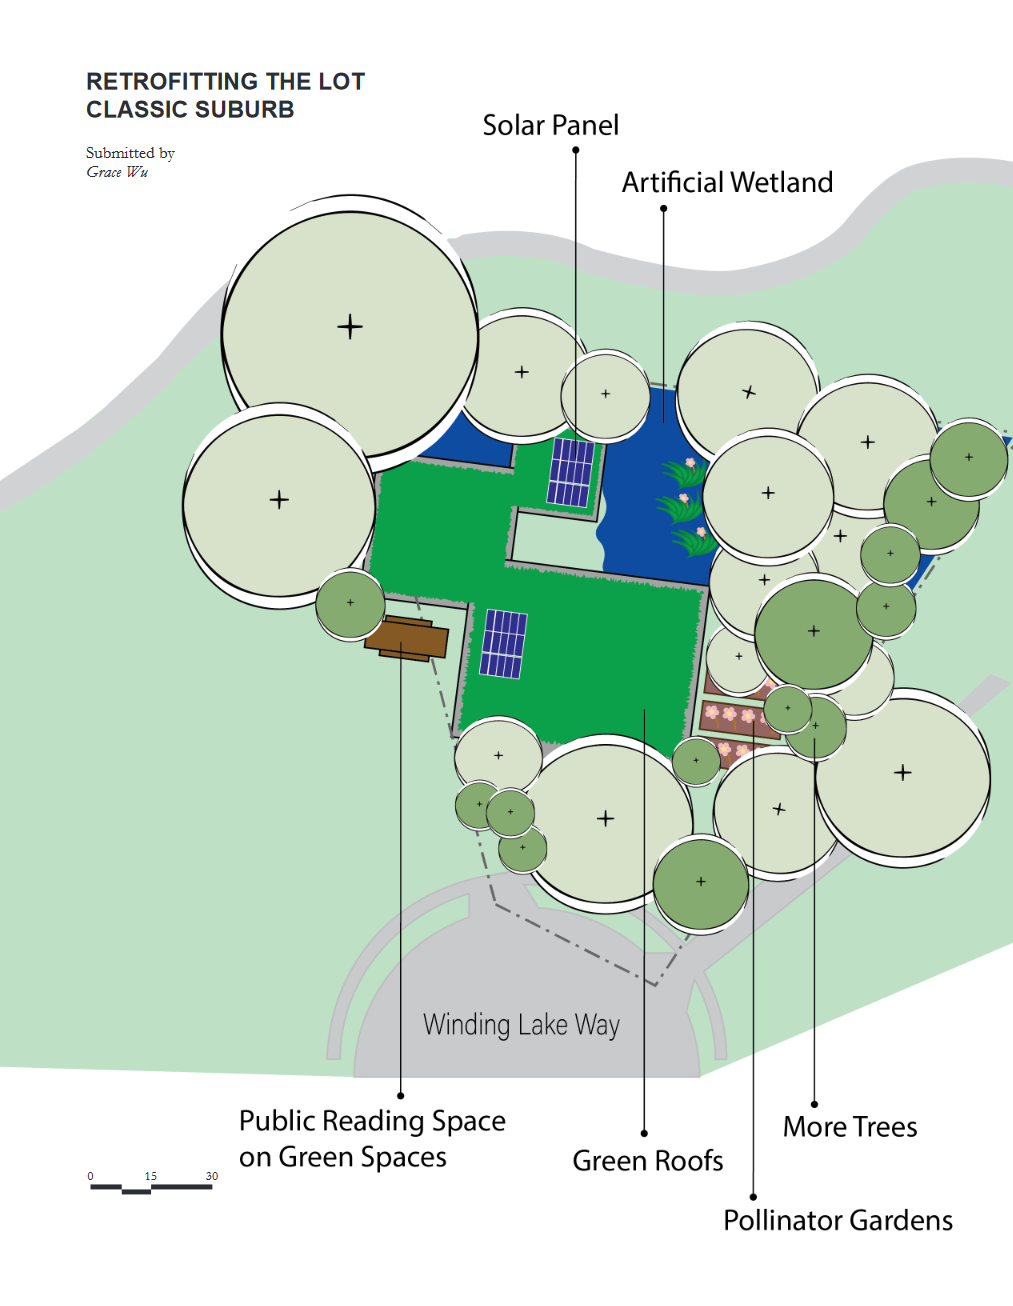 RETROFITTING THE LOT
CLASSIC SUBURB
Submitted by
Grace Wu
Solar Panel
Artificial Wetland
Winding Lake Way
Public Reading Space
on Green Spaces
More Trees
Green Roofs
0 15 30
Pollinator Gardens